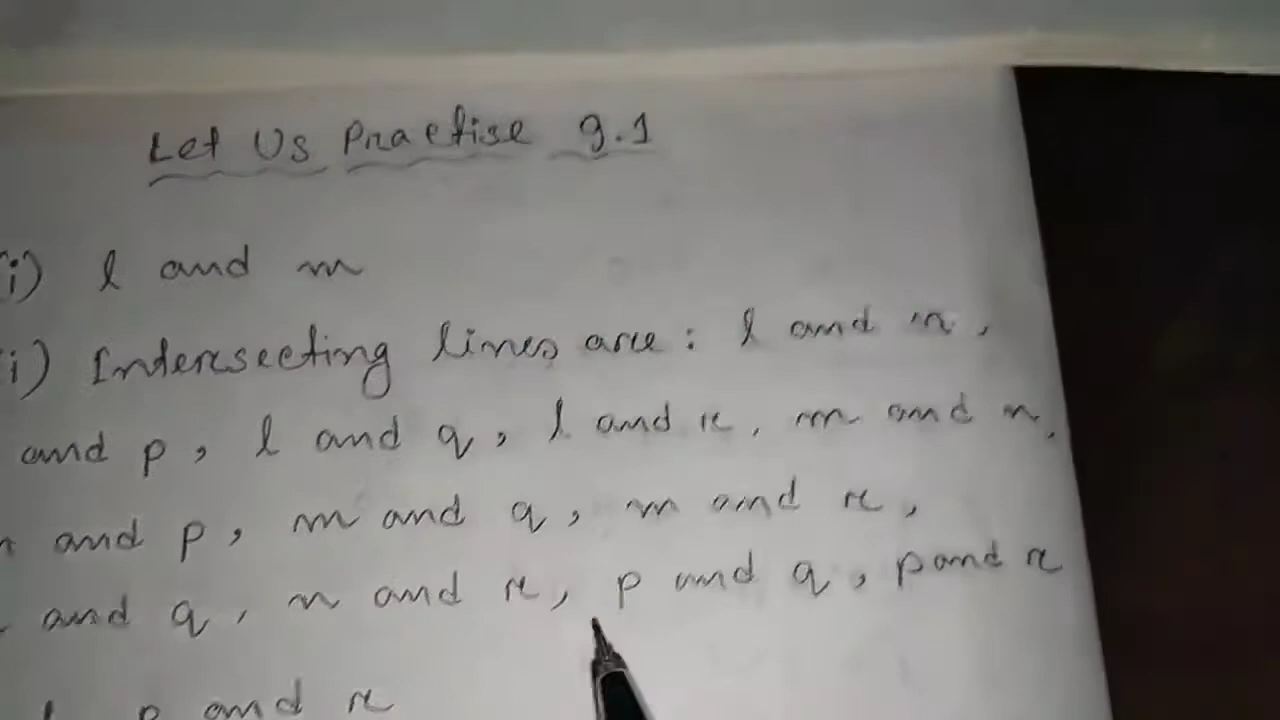 Let Us Practise 9.1
i) l and m
i) Intersecting lines are : l and n,
and p, l and q, l and r, m and n,
and p, m and q, m and r,
and q, n and r, p and q, p and r
p and r